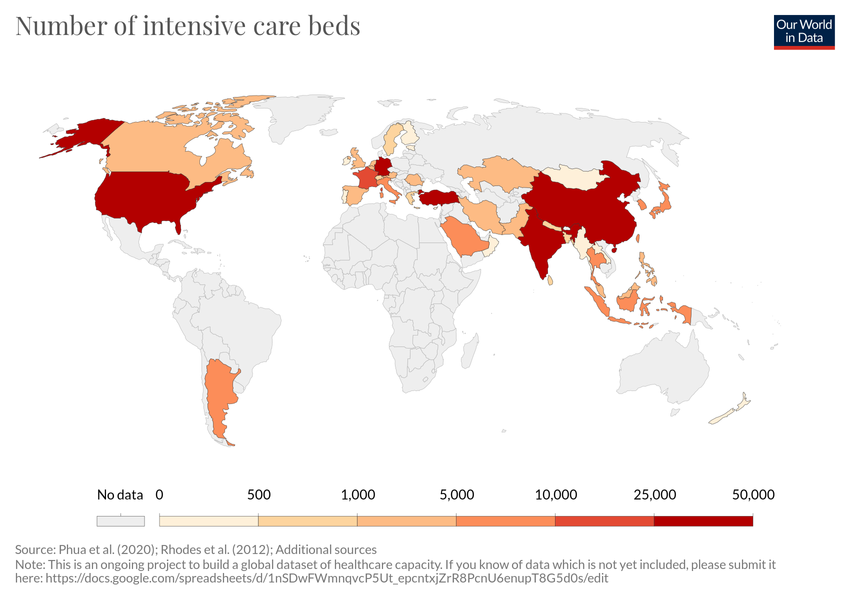 Number of intensive care beds
Our World
in Data
No data 0 500 1,000 5,000 10,000 25,000 50,000
Source: Phua et al. (2020); Rhodes et al. (2012); Additional sources
Note: This is an ongoing project to build a global dataset of healthcare capacity. If you know of data which is not yet included, please submit it
here: https://docs.google.com/spreadsheets/d/1nSDwFWmnqvcP5Ut_epcntxjZrR8PcnU6enupT8G5d0s/edit